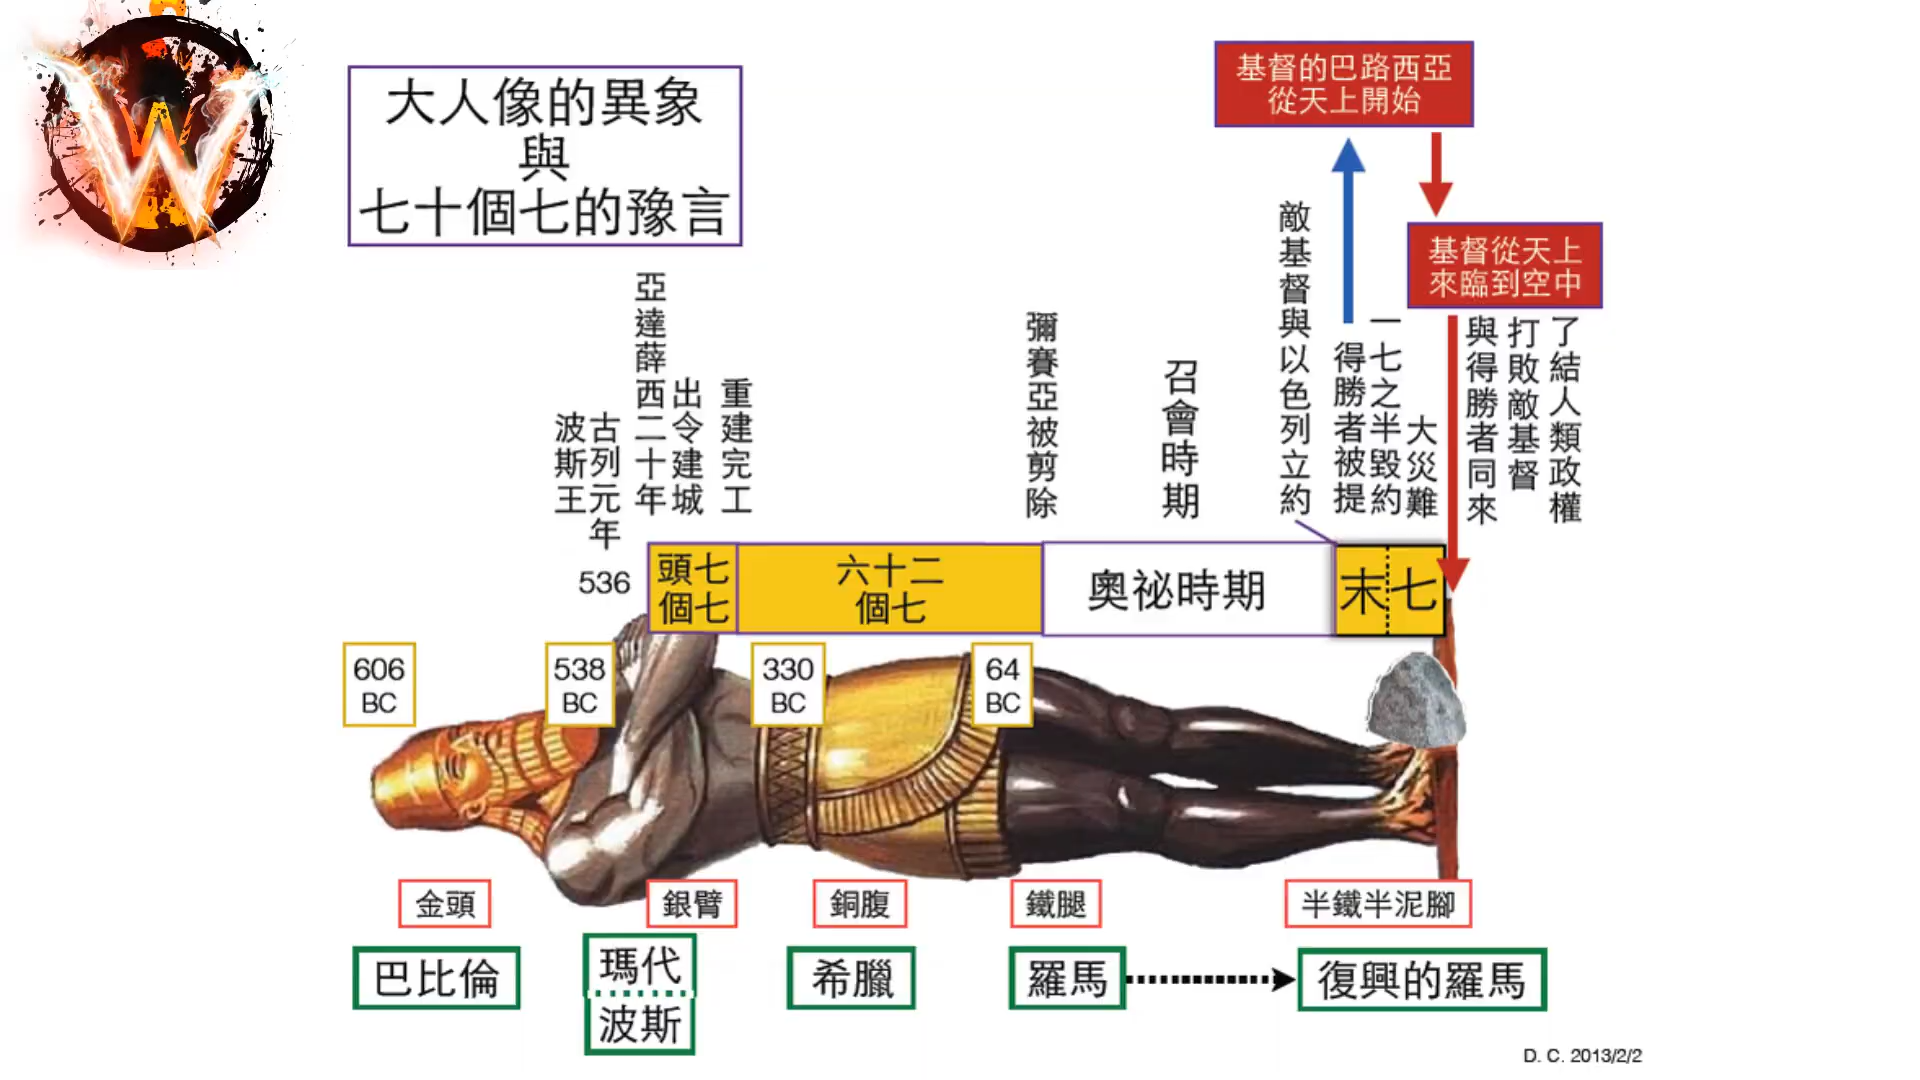 大人像的異象
與
七十個七的豫言
基督的巴路西亞
從天上開始
基督從天上
來臨到空中
波斯王
古列元年
536
亞達薛西二十年
出令建城
重建完工
彌賽亞被剪除
召會時期
敵基督與以色列立約
得勝者被提
一七之半毀約
大災難
與得勝者同來
打敗敵基督
了結人類政權
頭七
個七
六十二
個七
奧祕時期
末七
606
BC
538
BC
330
BC
64
BC
金頭
銀臂
銅腹
鐵腿
半鐵半泥腳
巴比倫
瑪代
波斯
希臘
羅馬
復興的羅馬
D. C. 2013/2/2
W